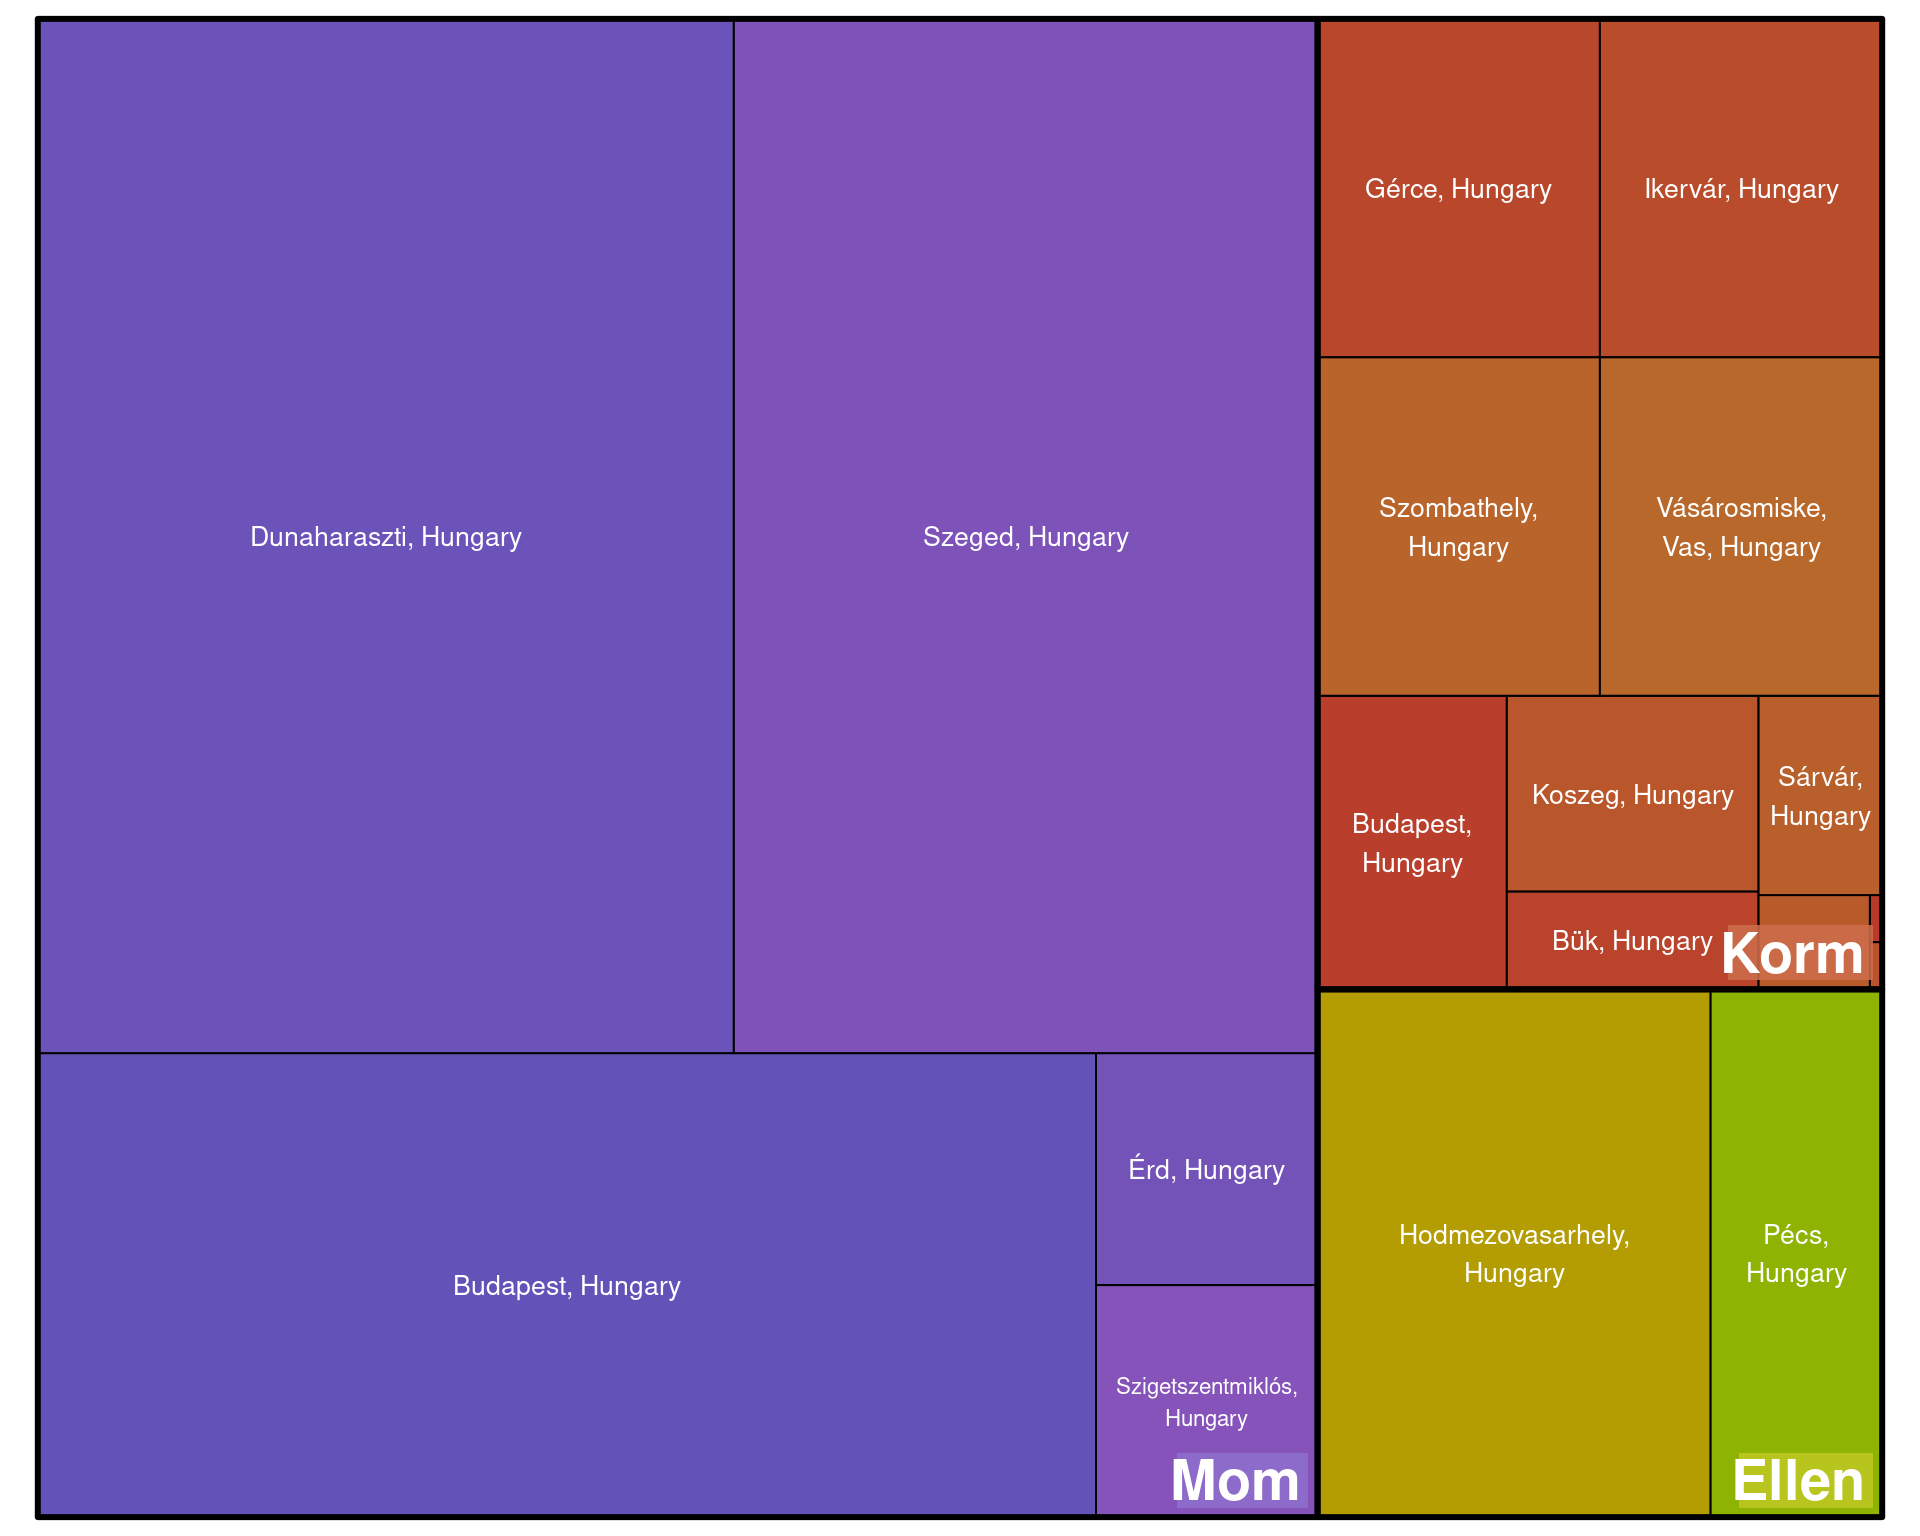 Dunaharaszti, Hungary
Szeged, Hungary
Budapest, Hungary
Érd, Hungary
Szigetszentmiklós,
Hungary
Mom
Gérce, Hungary
Ikervár, Hungary
Szombathely,
Hungary
Vásárosmiske,
Vas, Hungary
Budapest,
Hungary
Koszeg, Hungary
Sárvár,
Hungary
Bük, Hungary
Korm
Hodmezovasarhely,
Hungary
Pécs,
Hungary
Ellen